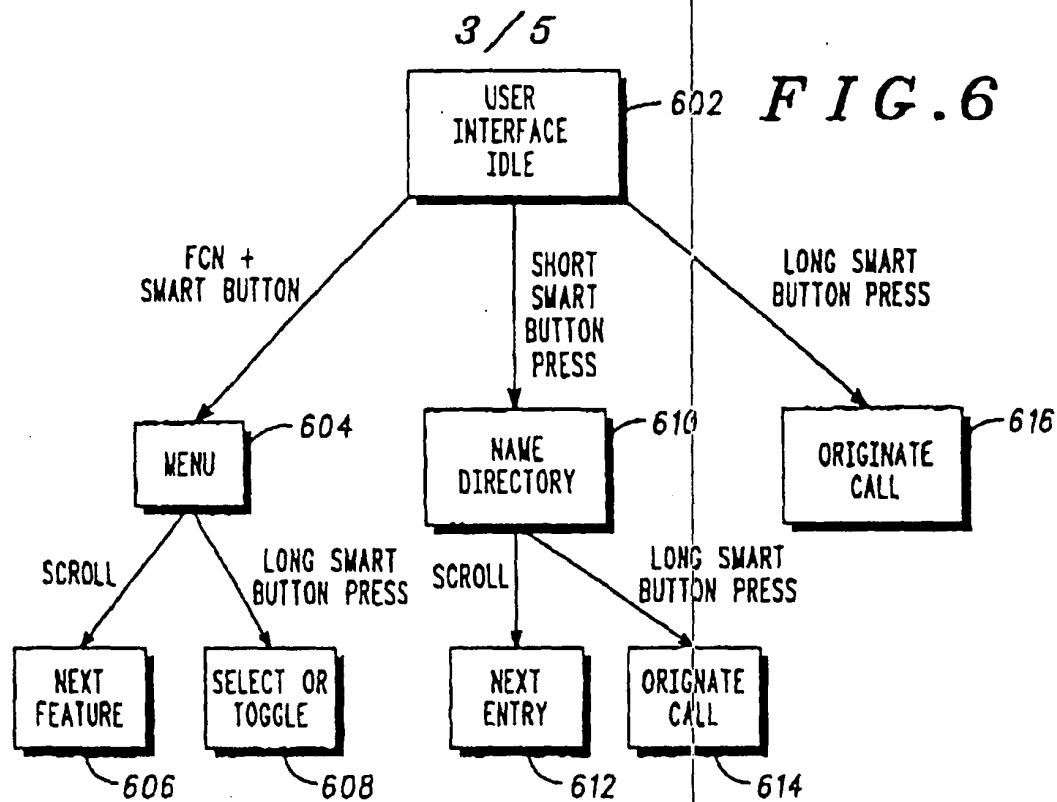 3/5
FIG.6
USER
INTERFACE
IDLE
602
FCN +
SMART BUTTON
SHORT
SMART
BUTTON
PRESS
LONG SMART
BUTTON PRESS
MENU
604
NAME
DIRECTORY
610
ORIGINATE
CALL
616
SCROLL
LONG SMART
BUTTON PRESS
SCROLL
LONG SMART
BUTTON PRESS
NEXT
FEATURE
606
SELECT OR
TOGGLE
608
NEXT
ENTRY
612
ORIGNATE
CALL
614